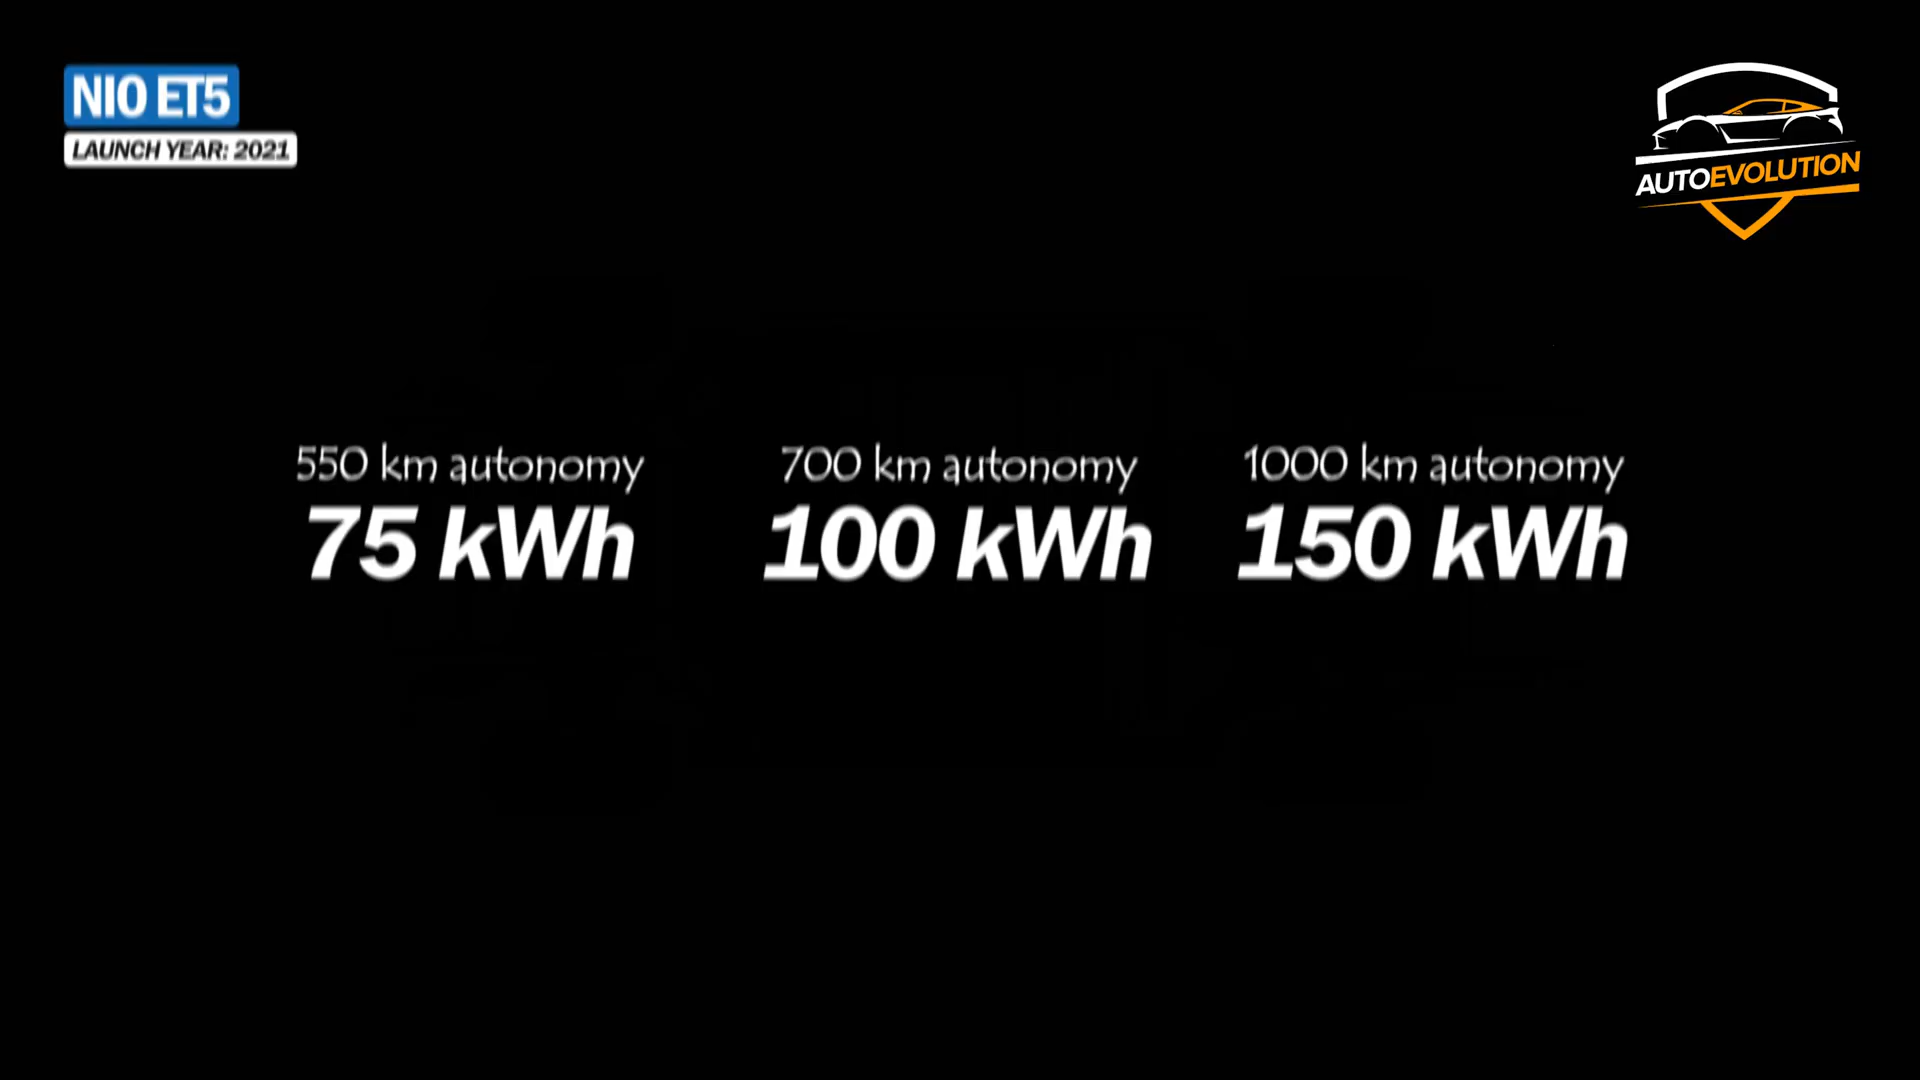 NIO ET5
LAUNCH YEAR: 2021
AUTOEVOLUTION
550 km autonomy
75 kWh
700 km autonomy
100 kWh
1000 km autonomy
150 kWh